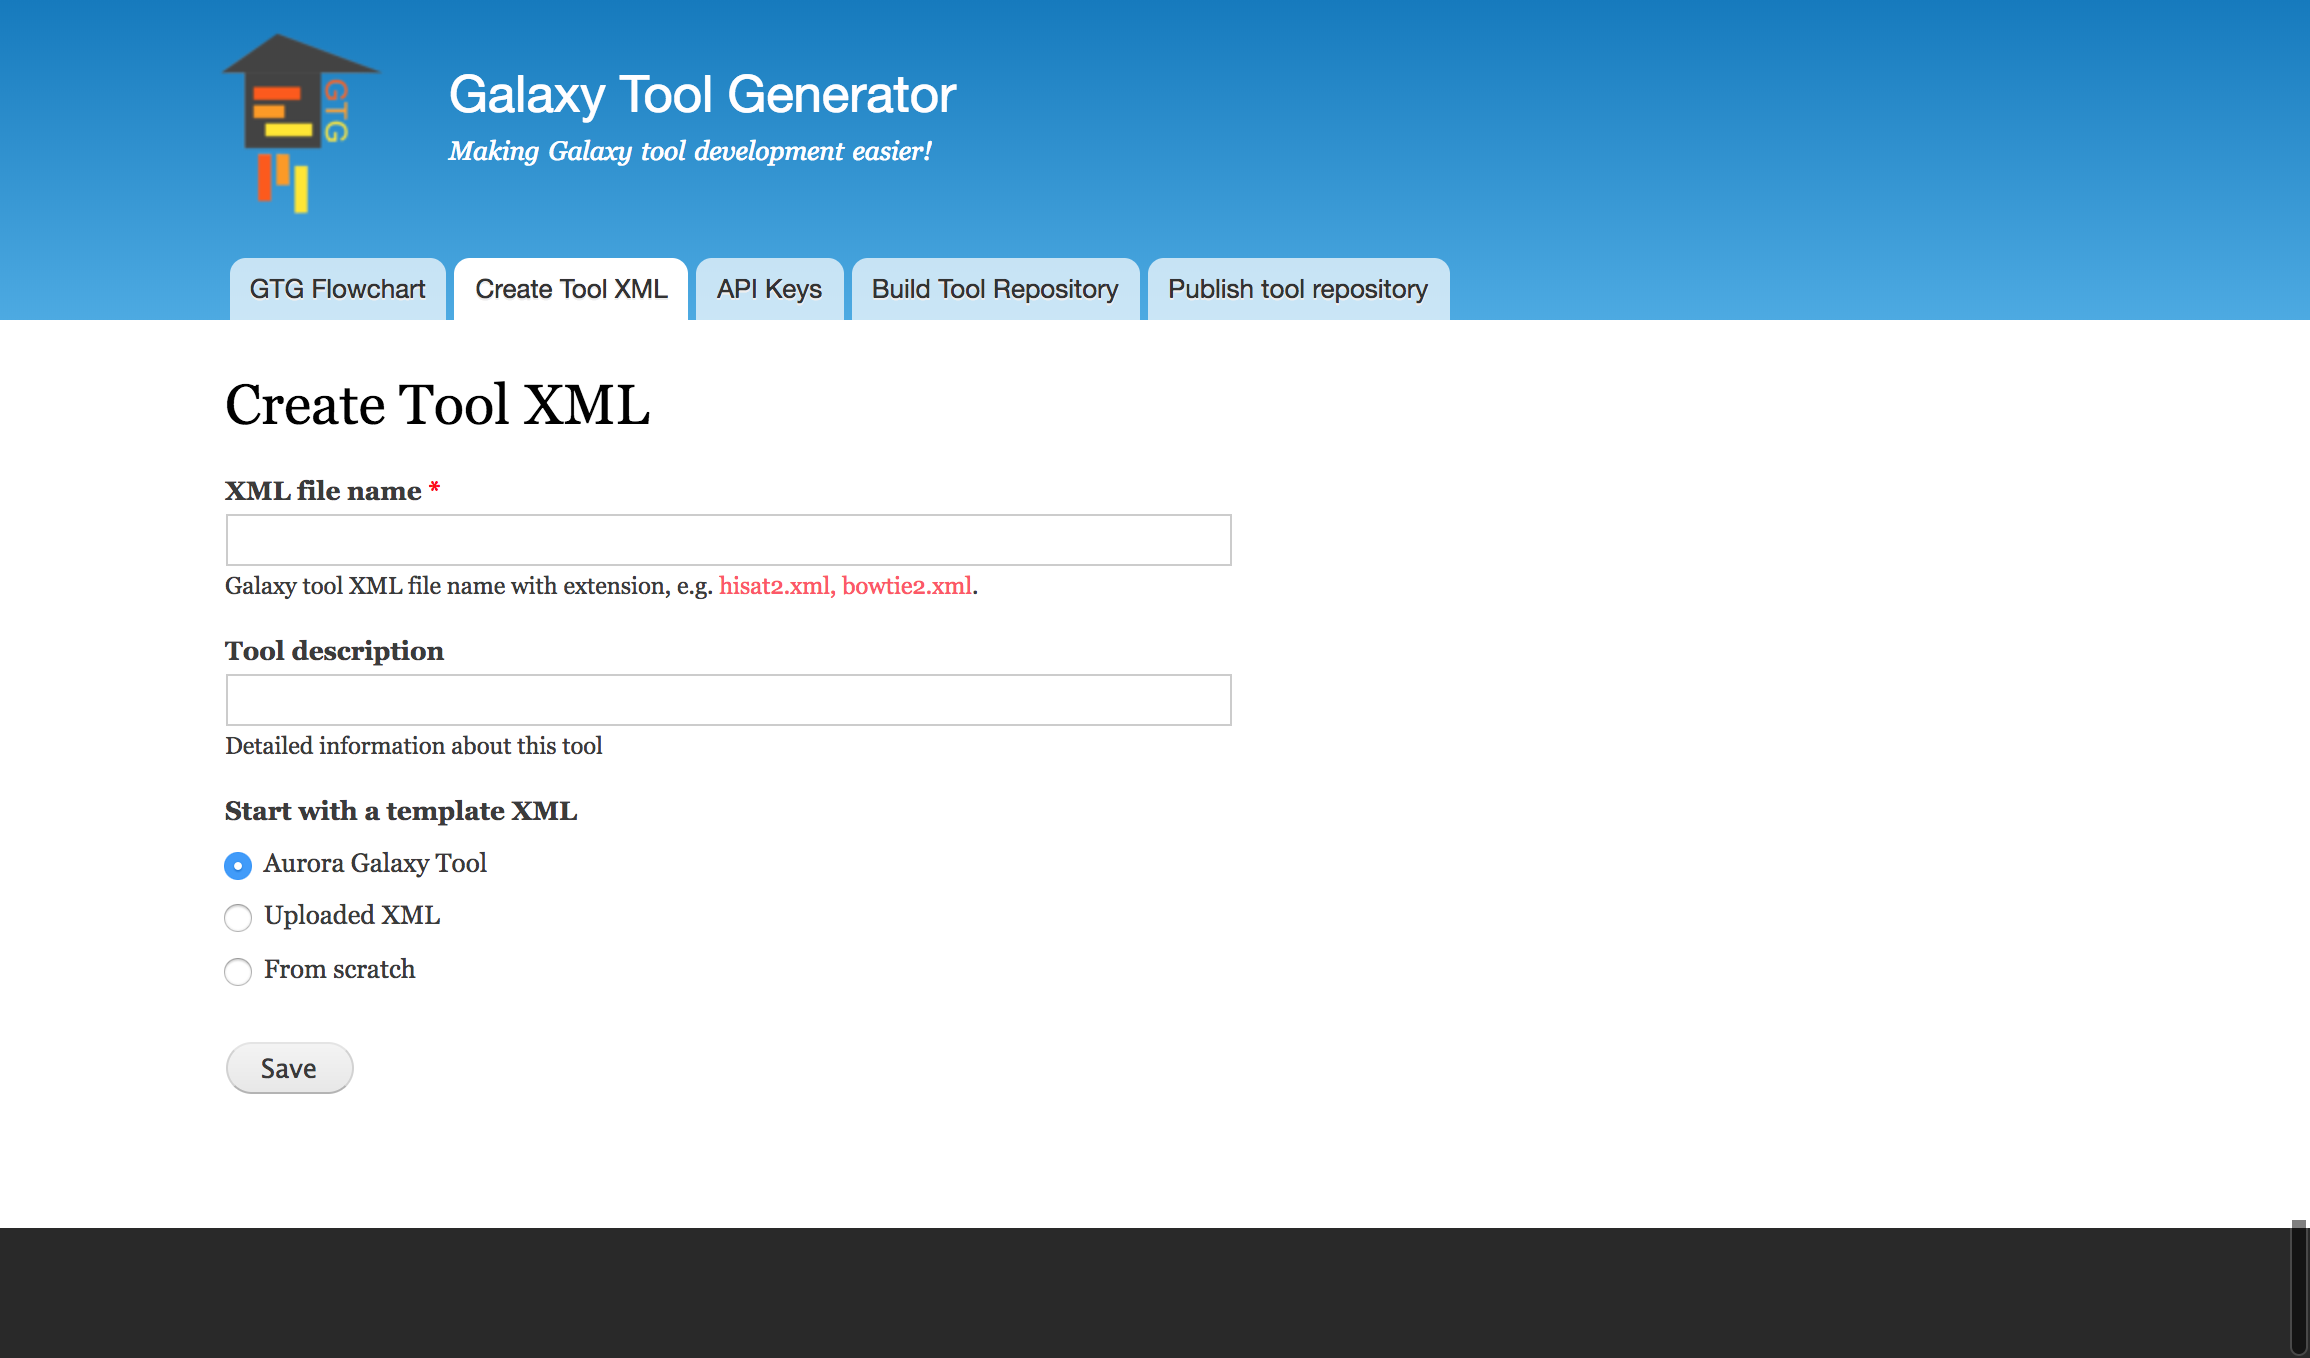 GTG
Galaxy Tool Generator
Making Galaxy tool development easier!
GTG Flowchart
Create Tool XML
API Keys
Build Tool Repository
Publish tool repository
Create Tool XML
XML file name *
Galaxy tool XML file name with extension, e.g. hisat2.xml, bowtie2.xml.
Tool description
Detailed information about this tool
Start with a template XML
Aurora Galaxy Tool
Uploaded XML
From scratch
Save